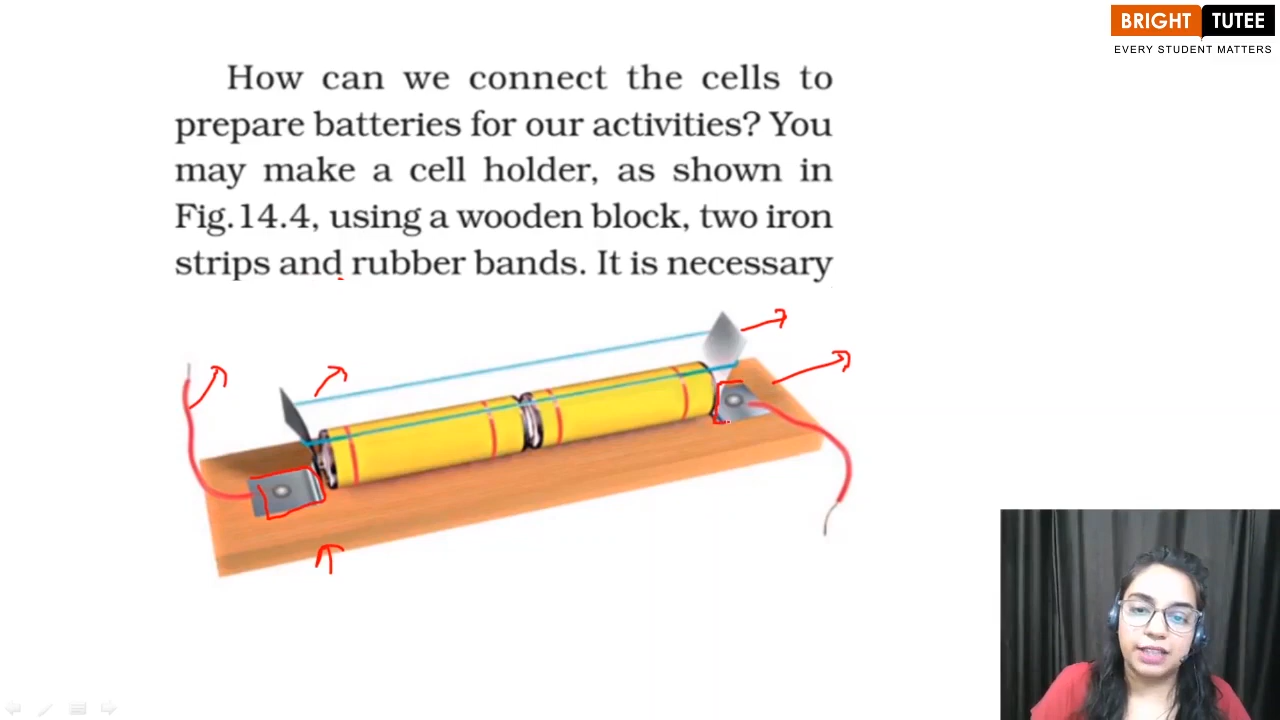 BRIGHT TUTEE
EVERY STUDENT MATTERS
How can we connect the cells to
prepare batteries for our activities? You
may make a cell holder, as shown in
Fig.14.4, using a wooden block, two iron
strips and rubber bands. It is necessary